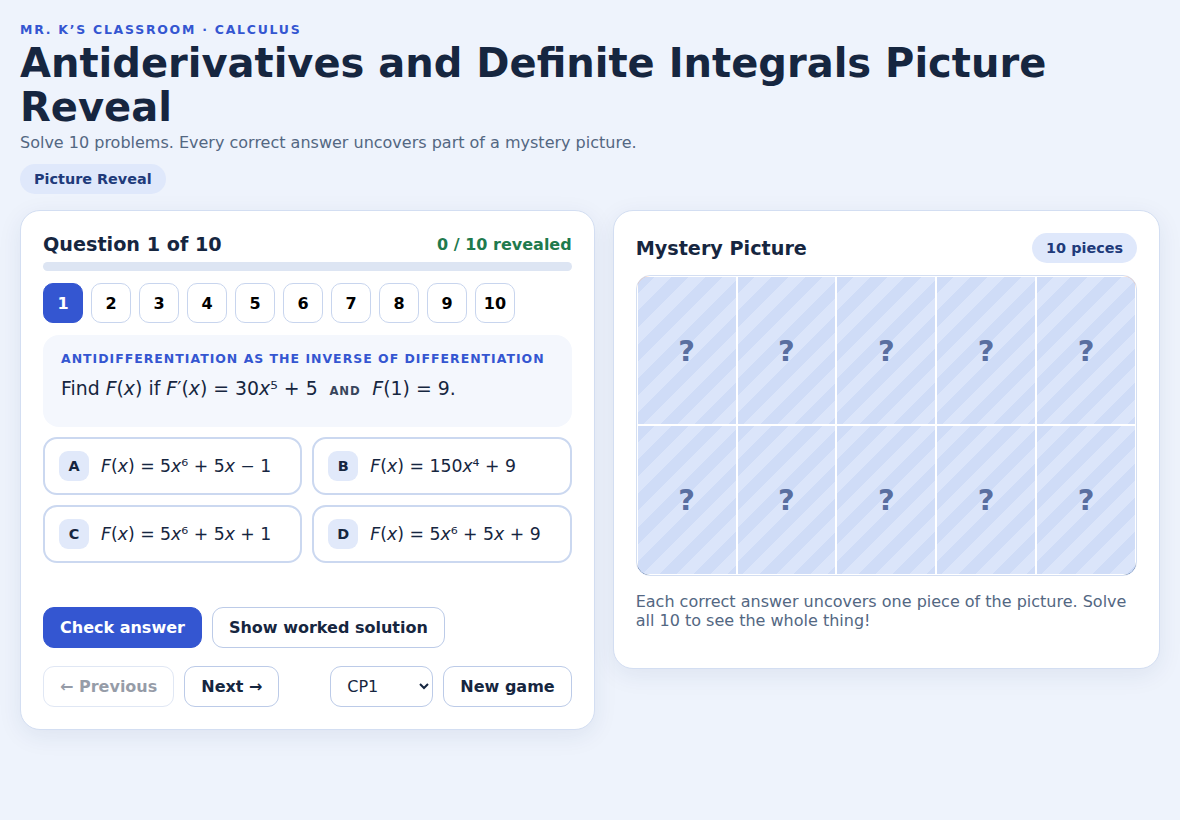 MR. K’S CLASSROOM · CALCULUS
Antiderivatives and Definite Integrals Picture
Reveal
Solve 10 problems. Every correct answer uncovers part of a mystery picture.
Picture Reveal
Question 1 of 10
0 / 10 revealed
1 2 3 4 5 6 7 8 9 10
ANTIDIFFERENTIATION AS THE INVERSE OF DIFFERENTIATION
Find F(x) if F′(x) = 30x⁵ + 5 AND F(1) = 9.
A F(x) = 5x⁶ + 5x − 1
B F(x) = 150x⁴ + 9
C F(x) = 5x⁶ + 5x + 1
D F(x) = 5x⁶ + 5x + 9
Check answer
Show worked solution
← Previous
Next →
CP1
New game
Mystery Picture
10 pieces
? ? ? ? ?
? ? ? ? ?
Each correct answer uncovers one piece of the picture. Solve
all 10 to see the whole thing!